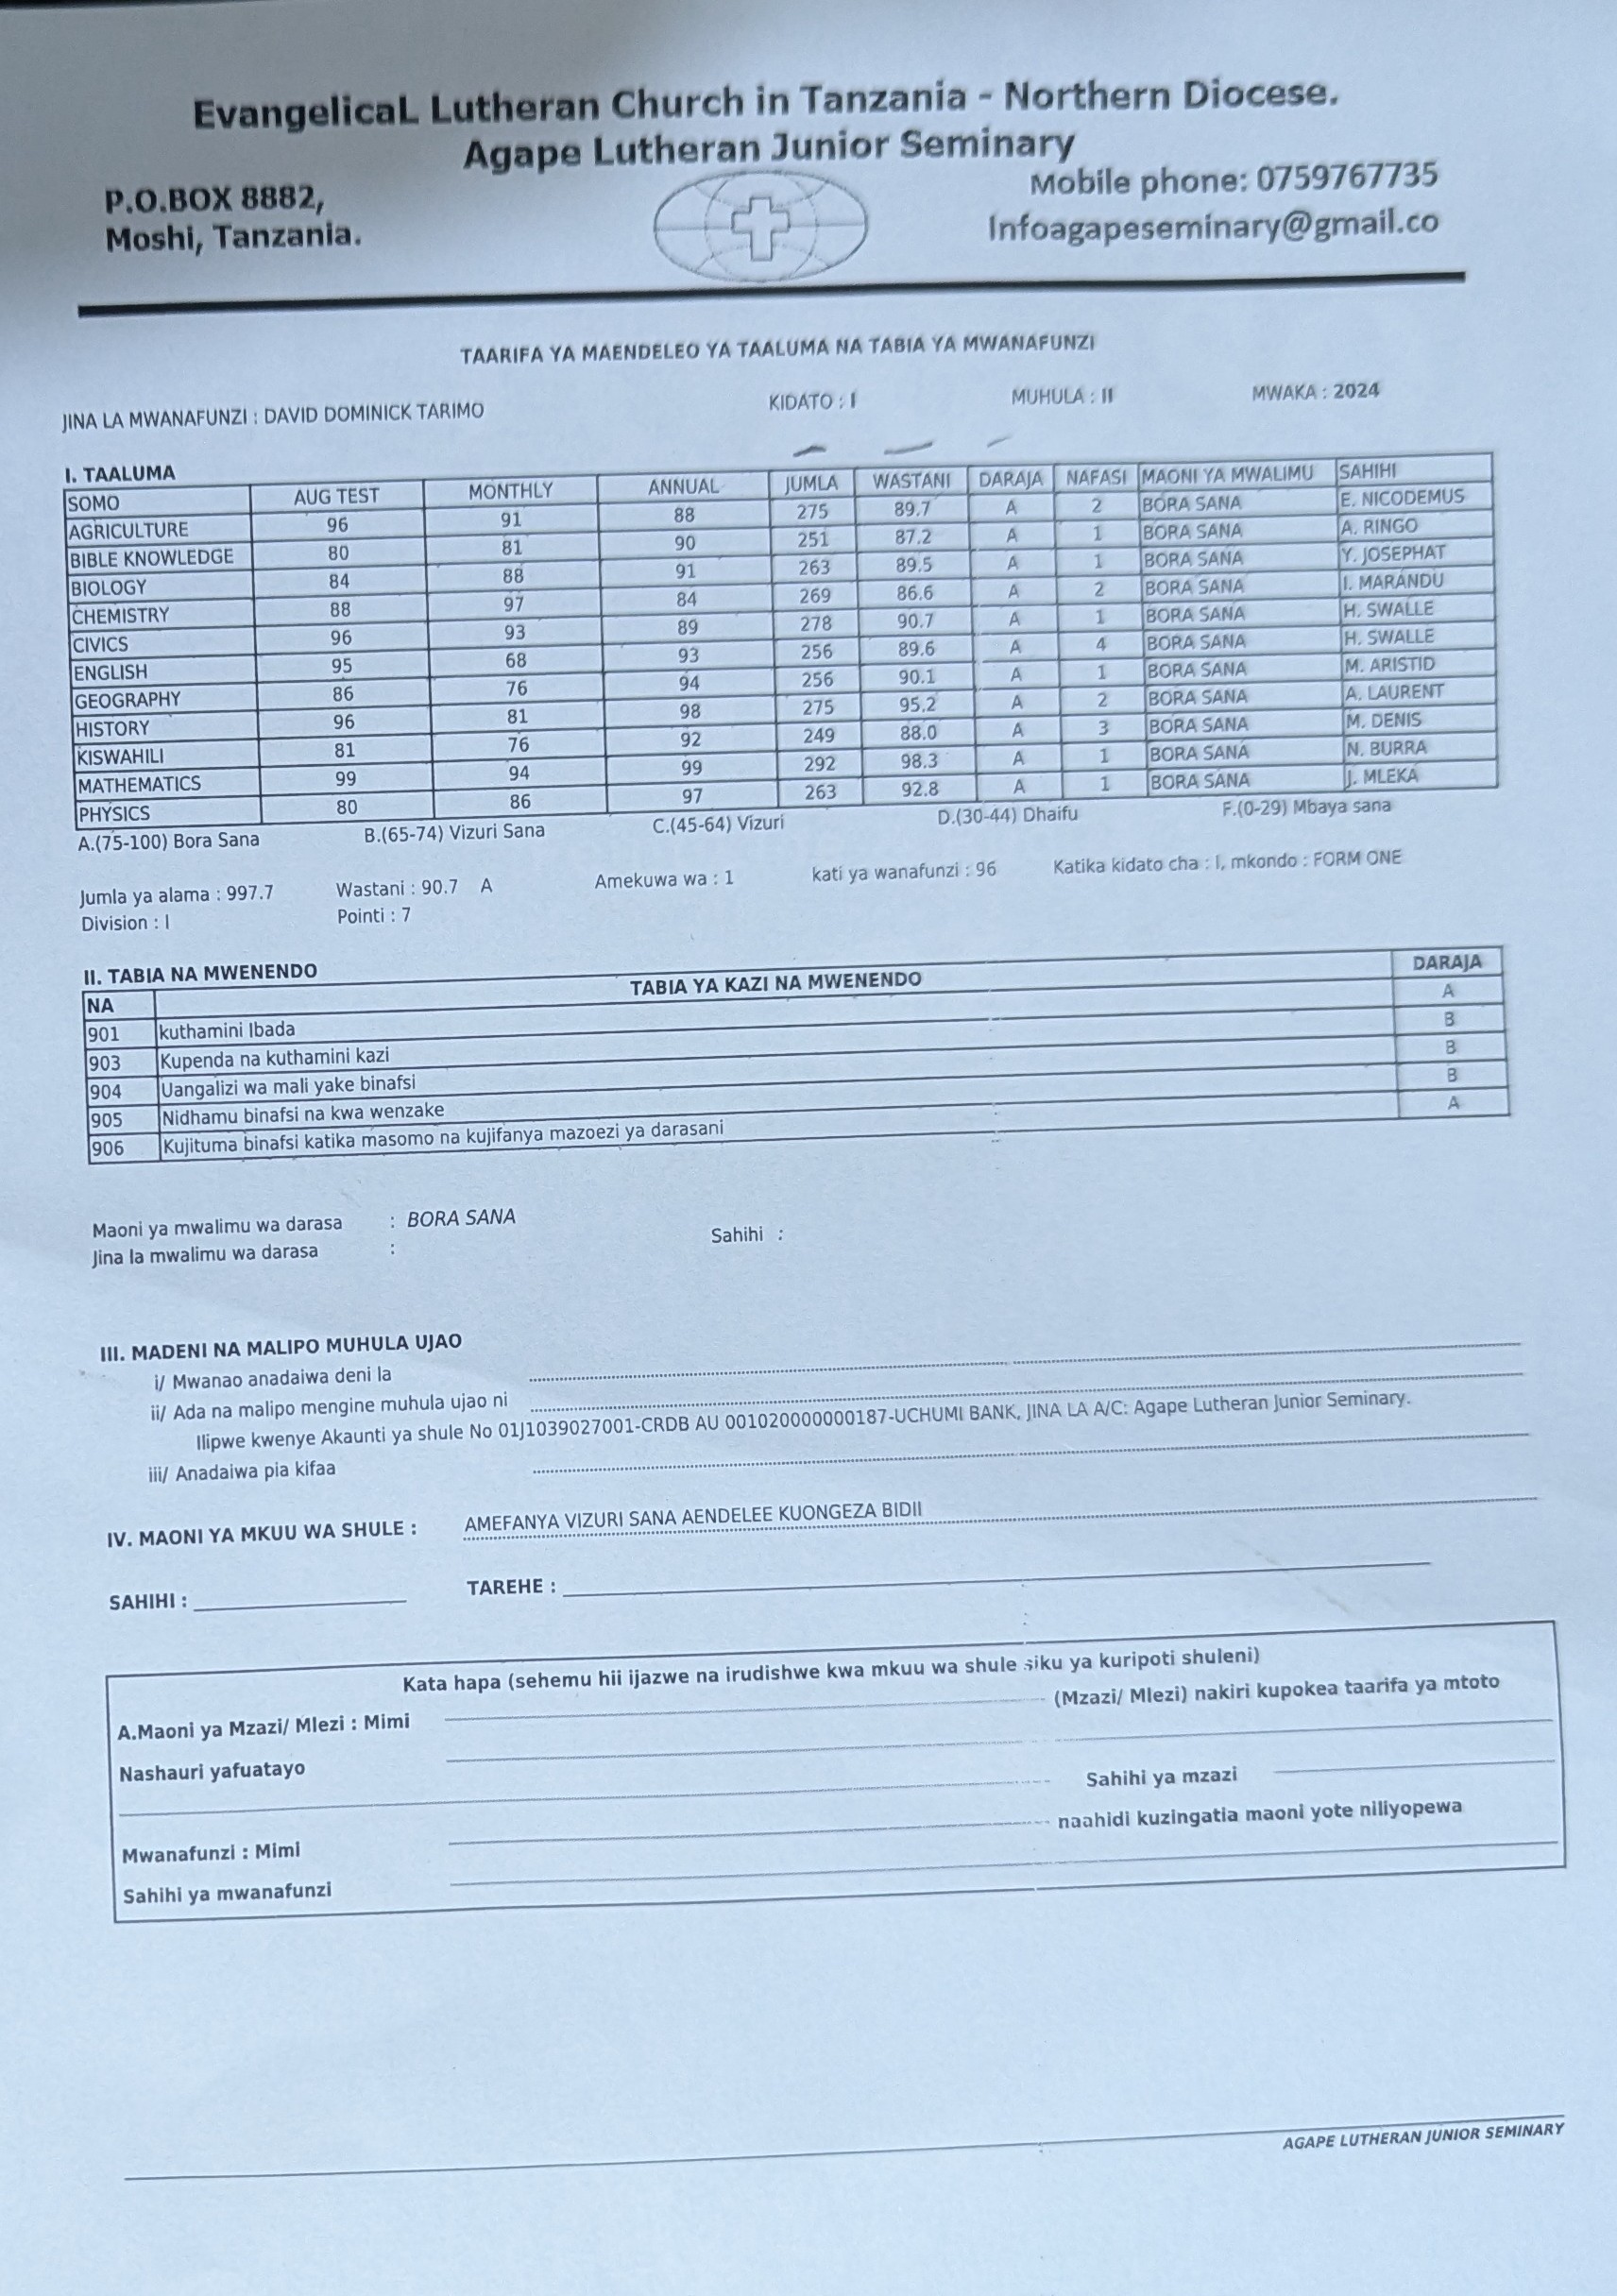 EvangelicaL Lutheran Church in Tanzania - Northern Diocese.
Agape Lutheran Junior Seminary
P.O.BOX 8882, Mobile phone: 0759767735
Moshi, Tanzania. Infoagapeseminary@gmail.co
TAARIFA YA MAENDELEO YA TAALUMA NA TABIA YA MWANAFUNZI
JINA LA MWANAFUNZI : DAVID DOMINICK TARIMO KIDATO : I MUHULA : II MWAKA : 2024
I. TAALUMA
SOMO AUG TEST MONTHLY ANNUAL JUMLA WASTANI DARAJA NAFASI MAONI YA MWALIMU SAHIHI
AGRICULTURE 96 91 88 275 89.7 A 2 BORA SANA E. NICODEMUS
BIBLE KNOWLEDGE 80 81 90 251 87.2 A 1 BORA SANA A. RINGO
BIOLOGY 84 88 91 263 89.5 A 1 BORA SANA Y. JOSEPHAT
CHEMISTRY 88 97 84 269 86.6 A 2 BORA SANA I. MARANDU
CIVICS 96 93 89 278 90.7 A 1 BORA SANA H. SWALLE
ENGLISH 95 68 93 256 89.6 A 4 BORA SANA H. SWALLE
GEOGRAPHY 86 76 94 256 90.1 A 1 BORA SANA M. ARISTID
HISTORY 96 81 98 275 95.2 A 2 BORA SANA A. LAURENT
KISWAHILI 81 76 92 249 88.0 A 3 BORA SANA M. DENIS
MATHEMATICS 99 94 99 292 98.3 A 1 BORA SANA N. BURRA
PHYSICS 80 86 97 263 92.8 A 1 BORA SANA J. MLEKA
A.(75-100) Bora Sana B.(65-74) Vizuri Sana C.(45-64) Vizuri D.(30-44) Dhaifu F.(0-29) Mbaya sana
Jumla ya alama : 997.7 Wastani : 90.7 A Amekuwa wa : 1 kati ya wanafunzi : 96 Katika kidato cha : I, mkondo : FORM ONE
Division : I Pointi : 7
II. TABIA NA MWENENDO
NA TABIA YA KAZI NA MWENENDO DARAJA
901 kuthamini Ibada A
903 Kupenda na kuthamini kazi B
904 Uangalizi wa mali yake binafsi B
905 Nidhamu binafsi na kwa wenzake B
906 Kujituma binafsi katika masomo na kujifanya mazoezi ya darasani A
Maoni ya mwalimu wa darasa : BORA SANA
Jina la mwalimu wa darasa : Sahihi :
III. MADENI NA MALIPO MUHULA UJAO
i/ Mwanao anadaiwa deni la
ii/ Ada na malipo mengine muhula ujao ni
Ilipwe kwenye Akaunti ya shule No 01J1039027001-CRDB AU 001020000000187-UCHUMI BANK, JINA LA A/C: Agape Lutheran Junior Seminary.
iii/ Anadaiwa pia kifaa
IV. MAONI YA MKUU WA SHULE : AMEFANYA VIZURI SANA AENDELEE KUONGEZA BIDII
SAHIHI : TAREHE :
Kata hapa (sehemu hii ijazwe na irudishwe kwa mkuu wa shule siku ya kuripoti shuleni)
A.Maoni ya Mzazi/ Mlezi : Mimi (Mzazi/ Mlezi) nakiri kupokea taarifa ya mtoto
Nashauri yafuatayo
Sahihi ya mzazi
Mwanafunzi : Mimi naahidi kuzingatia maoni yote niliyopewa
Sahihi ya mwanafunzi
AGAPE LUTHERAN JUNIOR SEMINARY